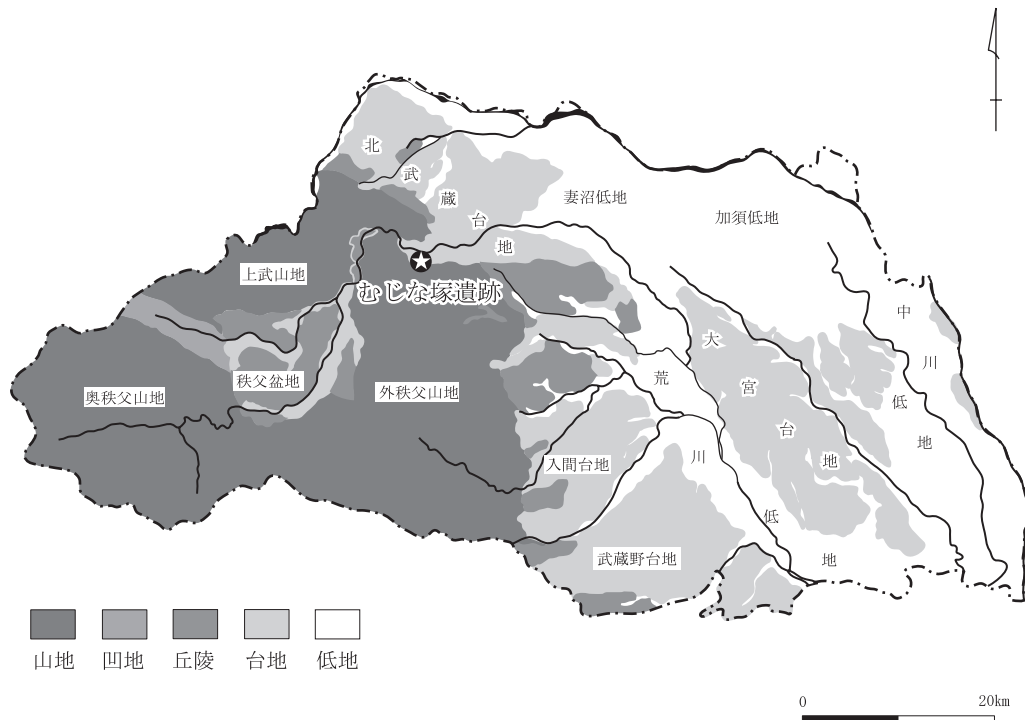 北武蔵台地
妻沼低地
加須低地
上武山地
むじな塚遺跡
中川低地
大宮台地
秩父盆地
奥秩父山地
外秩父山地
荒川低地
入間台地
武蔵野台地
山地
凹地
丘陵
台地
低地
0
20km